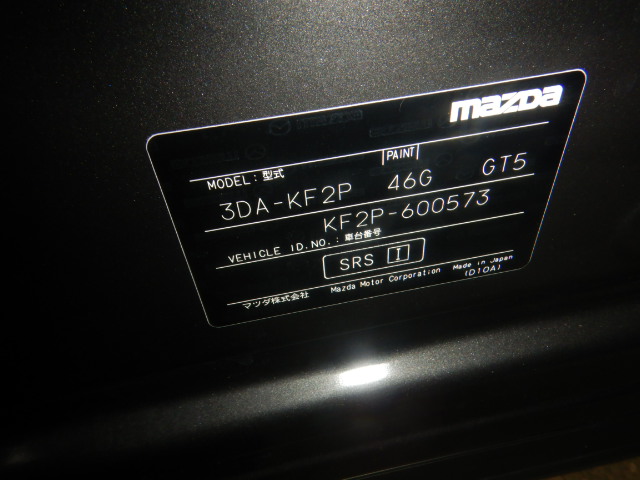 mazda
MODEL:型式
PAINT
3DA-KF2P 46G GT5
KF2P-600573
VEHICLE ID.NO.:車台番号
SRS I
マツダ株式会社 Mazda Motor Corporation Made in Japan
(D10A)